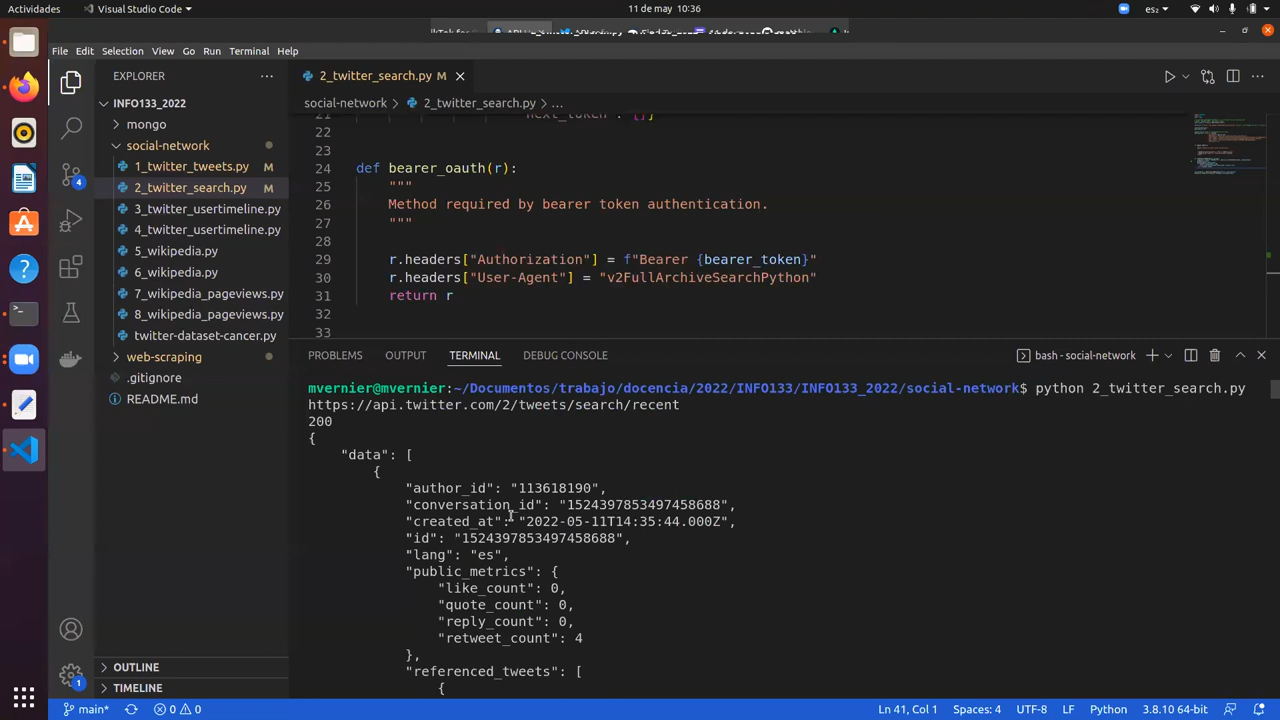 Actividades
Visual Studio Code
11 de may 10:36
es2
File Edit Selection View Go Run Terminal Help
EXPLORER
INFO133_2022
mongo
social-network
1_twitter_tweets.py M
2_twitter_search.py M
3_twitter_usertimeline.py
4_twitter_usertimeline.py
5_wikipedia.py
6_wikipedia.py
7_wikipedia_pageviews.py
8_wikipedia_pageviews.py
twitter-dataset-cancer.py
web-scraping
.gitignore
README.md
OUTLINE
TIMELINE
4
1
2_twitter_search.py M
social-network > 2_twitter_search.py > ...
21 'next_token': {}}
22
23
24 def bearer_oauth(r):
25 """
26 Method required by bearer token authentication.
27 """
28
29 r.headers["Authorization"] = f"Bearer {bearer_token}"
30 r.headers["User-Agent"] = "v2FullArchiveSearchPython"
31 return r
32
33
PROBLEMS OUTPUT TERMINAL DEBUG CONSOLE
bash - social-network
mvernier@mvernier:~/Documentos/trabajo/docencia/2022/INFO133/INFO133_2022/social-network$ python 2_twitter_search.py
https://api.twitter.com/2/tweets/search/recent
200
{
"data": [
{
"author_id": "113618190",
"conversation_id": "1524397853497458688",
"created_at": "2022-05-11T14:35:44.000Z",
"id": "1524397853497458688",
"lang": "es",
"public_metrics": {
"like_count": 0,
"quote_count": 0,
"reply_count": 0,
"retweet_count": 4
},
"referenced_tweets": [
{
main* 0 0
Ln 41, Col 1 Spaces: 4 UTF-8 LF Python 3.8.10 64-bit